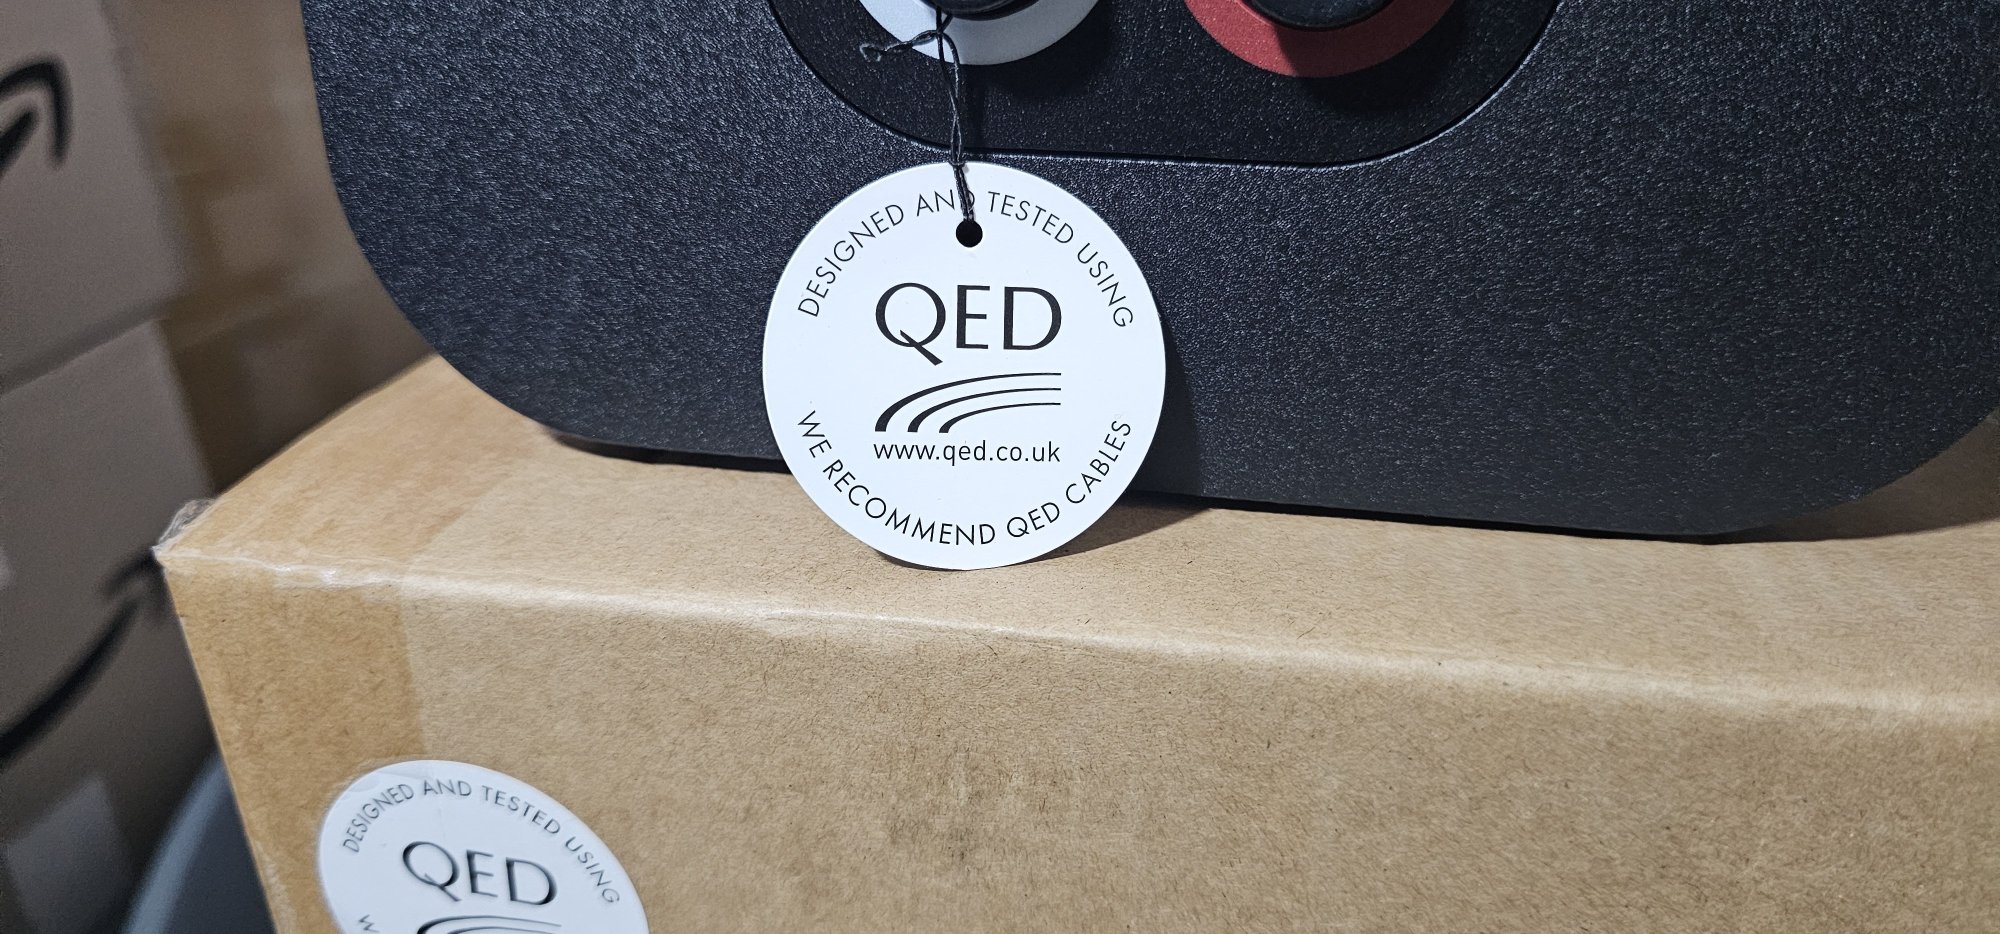 DESIGNED AND TESTED USING
QED
www.qed.co.uk
WE RECOMMEND QED CABLES
DESIGNED AND TESTED USING
QED